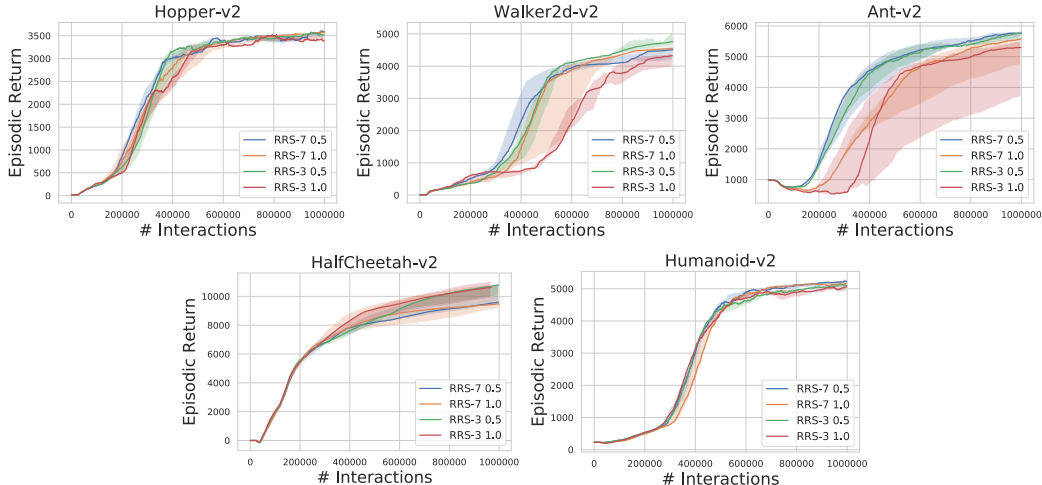 Hopper-v2
Episodic Return
3500
3000
2500
2000
1500
1000
500
0
0
200000
400000
600000
800000
1000000
# Interactions
RRS-7 0.5
RRS-7 1.0
RRS-3 0.5
RRS-3 1.0
Walker2d-v2
Episodic Return
5000
4000
3000
2000
1000
0
0
200000
400000
600000
800000
1000000
# Interactions
RRS-7 0.5
RRS-7 1.0
RRS-3 0.5
RRS-3 1.0
Ant-v2
Episodic Return
6000
5000
4000
3000
2000
1000
0
0
200000
400000
600000
800000
1000000
# Interactions
RRS-7 0.5
RRS-7 1.0
RRS-3 0.5
RRS-3 1.0
HalfCheetah-v2
Episodic Return
10000
8000
6000
4000
2000
0
0
200000
400000
600000
800000
1000000
# Interactions
RRS-7 0.5
RRS-7 1.0
RRS-3 0.5
RRS-3 1.0
Humanoid-v2
Episodic Return
5000
4000
3000
2000
1000
0
0
200000
400000
600000
800000
1000000
# Interactions
RRS-7 0.5
RRS-7 1.0
RRS-3 0.5
RRS-3 1.0